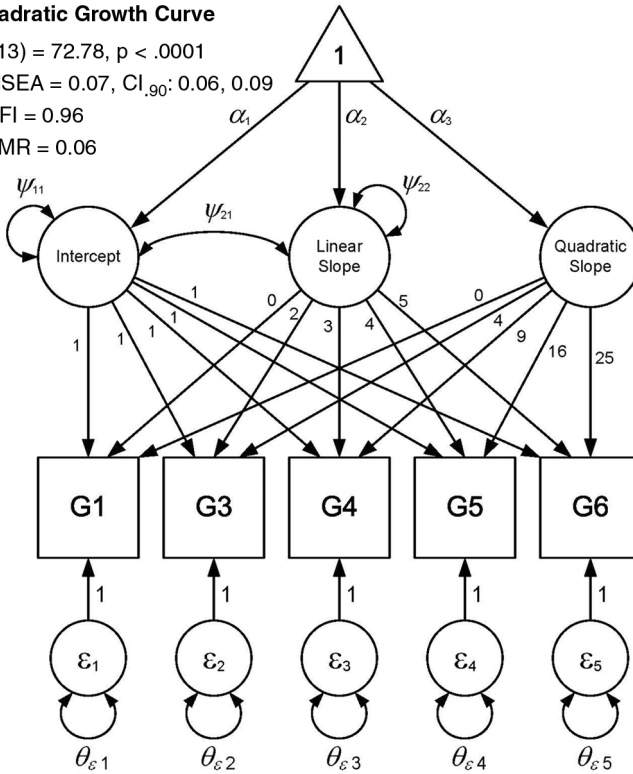 adratic Growth Curve
13) = 72.78, p < .0001
MSEA = 0.07, CI.90: 0.06, 0.09
FI = 0.96
MR = 0.06
1
α1
α2
α3
ψ11
ψ21
ψ22
Intercept
Linear Slope
Quadratic Slope
1 1 1 1 1
0 2 3 4 5
0 4 9 16 25
G1 G3 G4 G5 G6
1 1 1 1 1
ε1 ε2 ε3 ε4 ε5
θε1 θε2 θε3 θε4 θε5